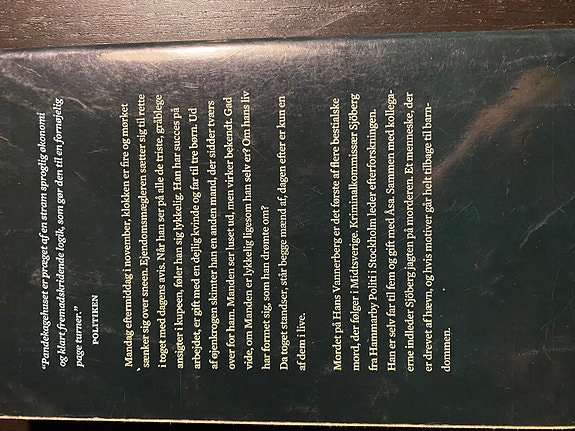 "Pandekagehuset er præget af en stram sproglig økonomi
og klart fremadskridende logik, som gør den til en fornøjelig
page turner."
POLITIKEN
Mandag eftermiddag i november, klokken er fire og mørket
sænker sig over sneen. Ejendomsmægleren sætter sig til rette
i toget med dagens avis. Når han ser på alle de triste, gråblege
ansigter i kupeen, føler han sig lykkelig. Han har succes på
arbejdet, er gift med en dejlig kvinde og far til tre børn. Ud
af øjenkrogen skimter han en anden mand, der sidder tværs
over for ham. Manden ser luset ud, men virker bekendt. Gad
vide, om Manden er lykkelig ligesom han selv er? Om hans liv
har formet sig, som han drømte om?
Da toget standser, står begge mænd af, dagen efter er kun en
af dem i live.
Mordet på Hans Vannerberg er det første af flere bestialske
mord, der følger i Midtsverige. Kriminalkommissær Sjöberg
fra Hammarby Politi i Stockholm leder efterforskningen.
Han er selv far til fem og gift med Åsa. Sammen med kollega-
erne indleder Sjöberg jagten på morderen. Et menneske, der
er drevet af hævn, og hvis motiver går helt tilbage til barn-
dommen.